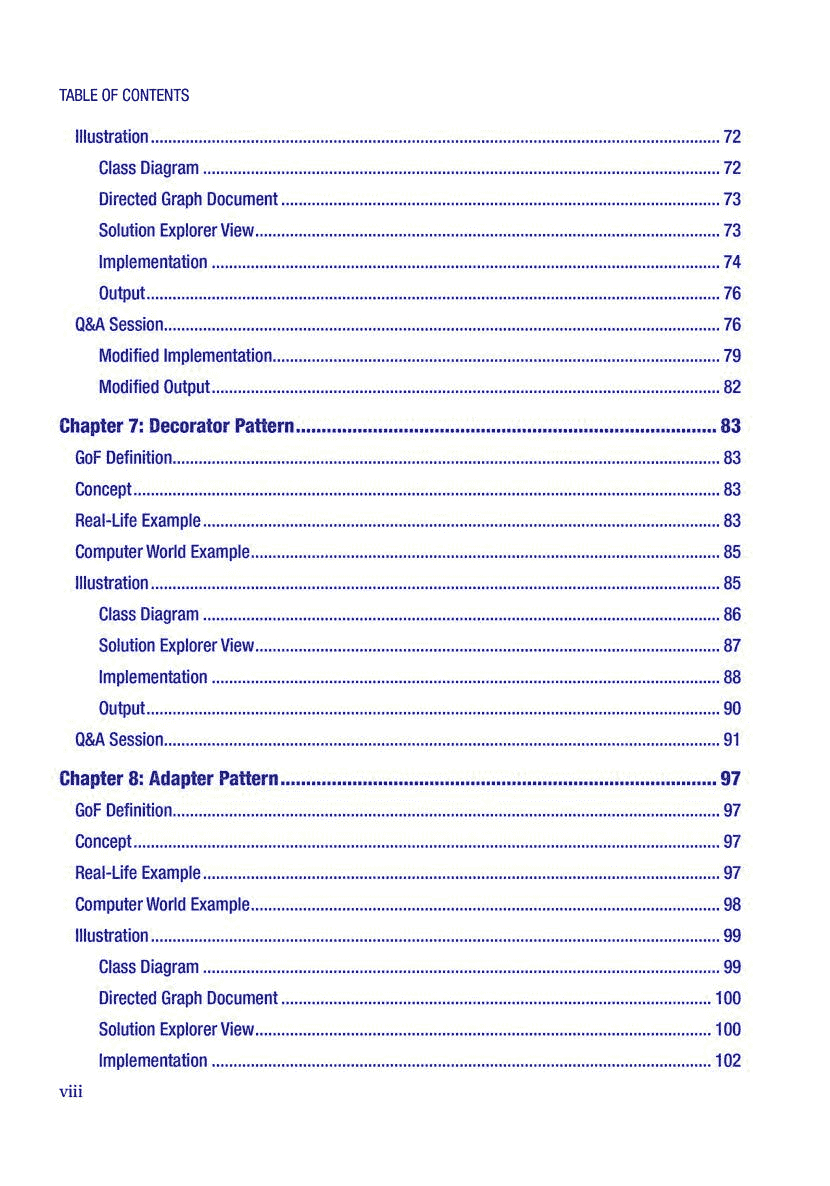 TABLE OF CONTENTS
Illustration ........ 72
Class Diagram ........ 72
Directed Graph Document ........ 73
Solution Explorer View ........ 73
Implementation ........ 74
Output ........ 76
Q&A Session ........ 76
Modified Implementation ........ 79
Modified Output ........ 82
Chapter 7: Decorator Pattern ........ 83
GoF Definition ........ 83
Concept ........ 83
Real-Life Example ........ 83
Computer World Example ........ 85
Illustration ........ 85
Class Diagram ........ 86
Solution Explorer View ........ 87
Implementation ........ 88
Output ........ 90
Q&A Session ........ 91
Chapter 8: Adapter Pattern ........ 97
GoF Definition ........ 97
Concept ........ 97
Real-Life Example ........ 97
Computer World Example ........ 98
Illustration ........ 99
Class Diagram ........ 99
Directed Graph Document ........ 100
Solution Explorer View ........ 100
Implementation ........ 102
viii